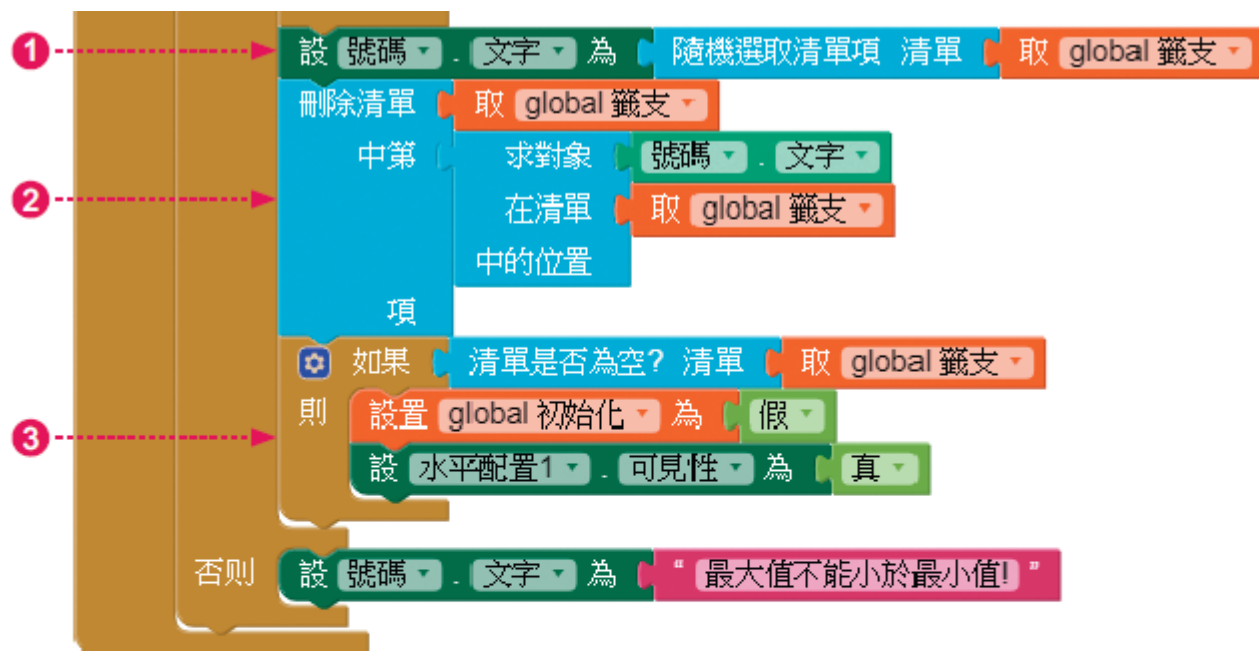 1 設 號碼 . 文字 為 隨機選取清單項 清單 取 global 籤支
刪除清單 取 global 籤支
中第 求對象 號碼 . 文字
2 在清單 取 global 籤支
中的位置
項
如果 清單是否為空? 清單 取 global 籤支
3 則 設置 global 初始化 為 假
設 水平配置1 . 可見性 為 真
否則 設 號碼 . 文字 為 " 最大值不能小於最小值! "